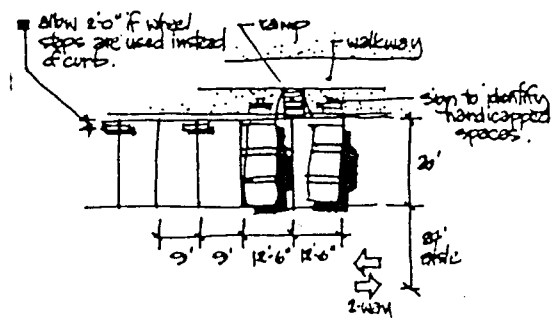 allow 2'-0" if wheel
stops are used instead
of curb.
ramp
walkway
sign to identify
handicapped
spaces.
20'
9'
9'
12'-6"
12'-6"
aisle
2-way